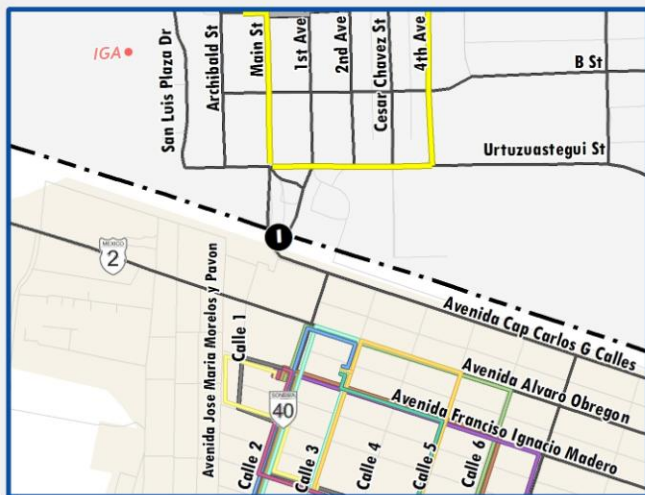 IGA
San Luis Plaza Dr
Archibald St
Main St
1st Ave
2nd Ave
Cesar Chavez St
4th Ave
B St
Urtuzuastegui St
1
MEXICO
2
Avenida Cap Carlos G Calles
Avenida Jose Maria Morelos y Pavon
Calle 1
Avenida Alvaro Obregon
SONORA
40
Avenida Franciso Ignacio Madero
Calle 2
Calle 3
Calle 4
Calle 5
Calle 6